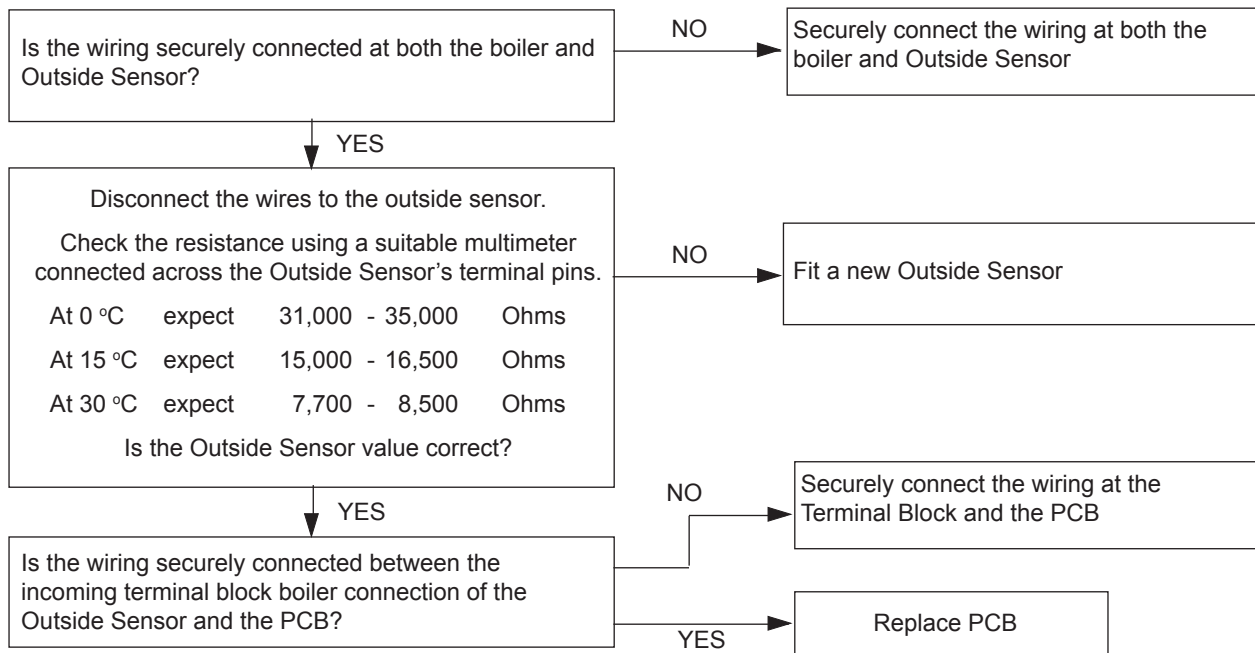 Is the wiring securely connected at both the boiler and
Outside Sensor?
NO
Securely connect the wiring at both the
boiler and Outside Sensor
YES
Disconnect the wires to the outside sensor.
Check the resistance using a suitable multimeter
connected across the Outside Sensor's terminal pins.
At 0 °C expect 31,000 - 35,000 Ohms
At 15 °C expect 15,000 - 16,500 Ohms
At 30 °C expect 7,700 - 8,500 Ohms
Is the Outside Sensor value correct?
NO
Fit a new Outside Sensor
YES
Is the wiring securely connected between the
incoming terminal block boiler connection of the
Outside Sensor and the PCB?
NO
Securely connect the wiring at the
Terminal Block and the PCB
YES
Replace PCB